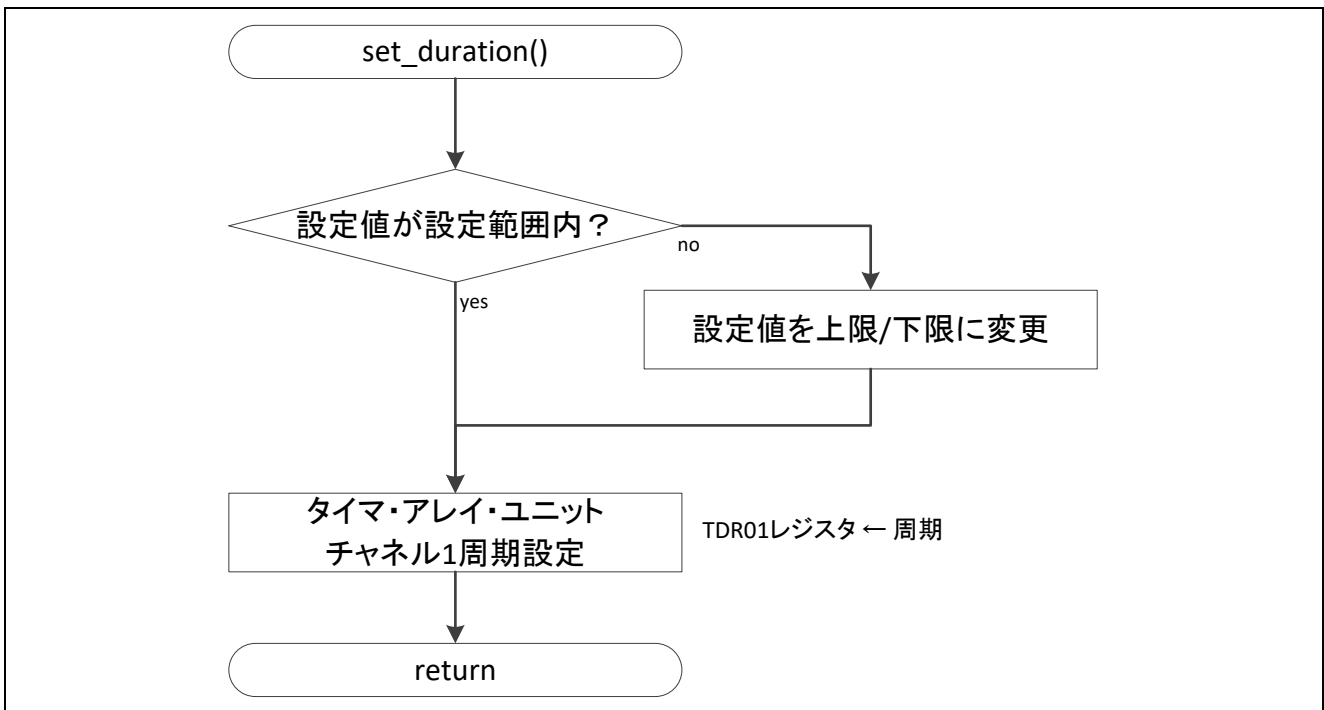 set_duration()
設定値が設定範囲内？
no
yes
設定値を上限/下限に変更
タイマ・アレイ・ユニット
チャネル1周期設定
TDR01レジスタ ← 周期
return